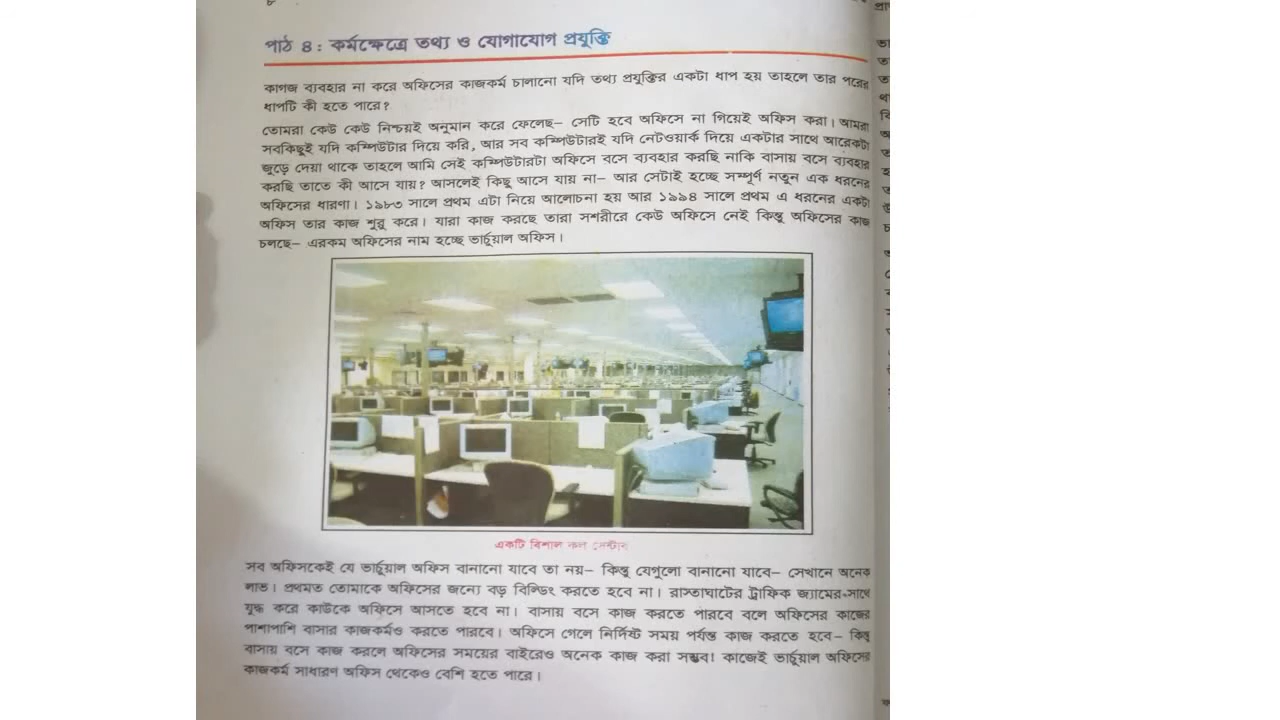 ৮
পাঠ ৪ : কর্মক্ষেত্রে তথ্য ও যোগাযোগ প্রযুক্তি
কাগজ ব্যবহার না করে অফিসের কাজকর্ম চালানো যদি তথ্য প্রযুক্তির একটা ধাপ হয় তাহলে তার পরের
ধাপটি কী হতে পারে?
তোমরা কেউ কেউ নিশ্চয়ই অনুমান করে ফেলেছ– সেটি হবে অফিসে না গিয়েই অফিস করা। আমরা
সবকিছুই যদি কম্পিউটার দিয়ে করি, আর সব কম্পিউটারই যদি নেটওয়ার্ক দিয়ে একটার সাথে আরেকটা
জুড়ে দেয়া থাকে তাহলে আমি সেই কম্পিউটারটা অফিসে বসে ব্যবহার করছি নাকি বাসায় বসে ব্যবহার
করছি তাতে কী আসে যায়? আসলেই কিছু আসে যায় না– আর সেটাই হচ্ছে সম্পূর্ণ নতুন এক ধরনের
অফিসের ধারণা। ১৯৮৩ সালে প্রথম এটা নিয়ে আলোচনা হয় আর ১৯৯৪ সালে প্রথম এ ধরনের একটা
অফিস তার কাজ শুরু করে। যারা কাজ করছে তারা সশরীরে কেউ অফিসে নেই কিন্তু অফিসের কাজ
চলছে– এরকম অফিসের নাম হচ্ছে ভার্চুয়াল অফিস।
একটি বিশাল কল সেন্টার
সব অফিসকেই যে ভার্চুয়াল অফিস বানানো যাবে তা নয়– কিন্তু যেগুলো বানানো যাবে– সেখানে অনেক
লাভ। প্রথমত তোমাকে অফিসের জন্যে বড় বিল্ডিং করতে হবে না। রাস্তাঘাটের ট্রাফিক জ্যামের সাথে
যুদ্ধ করে কাউকে অফিসে আসতে হবে না। বাসায় বসে কাজ করতে পারবে বলে অফিসের কাজের
পাশাপাশি বাসার কাজকর্মও করতে পারবে। অফিসে গেলে নির্দিষ্ট সময় পর্যন্ত কাজ করতে হবে– কিন্তু
বাসায় বসে কাজ করলে অফিসের সময়ের বাইরেও অনেক কাজ করা সম্ভব। কাজেই ভার্চুয়াল অফিসের
কাজকর্ম সাধারণ অফিস থেকেও বেশি হতে পারে।